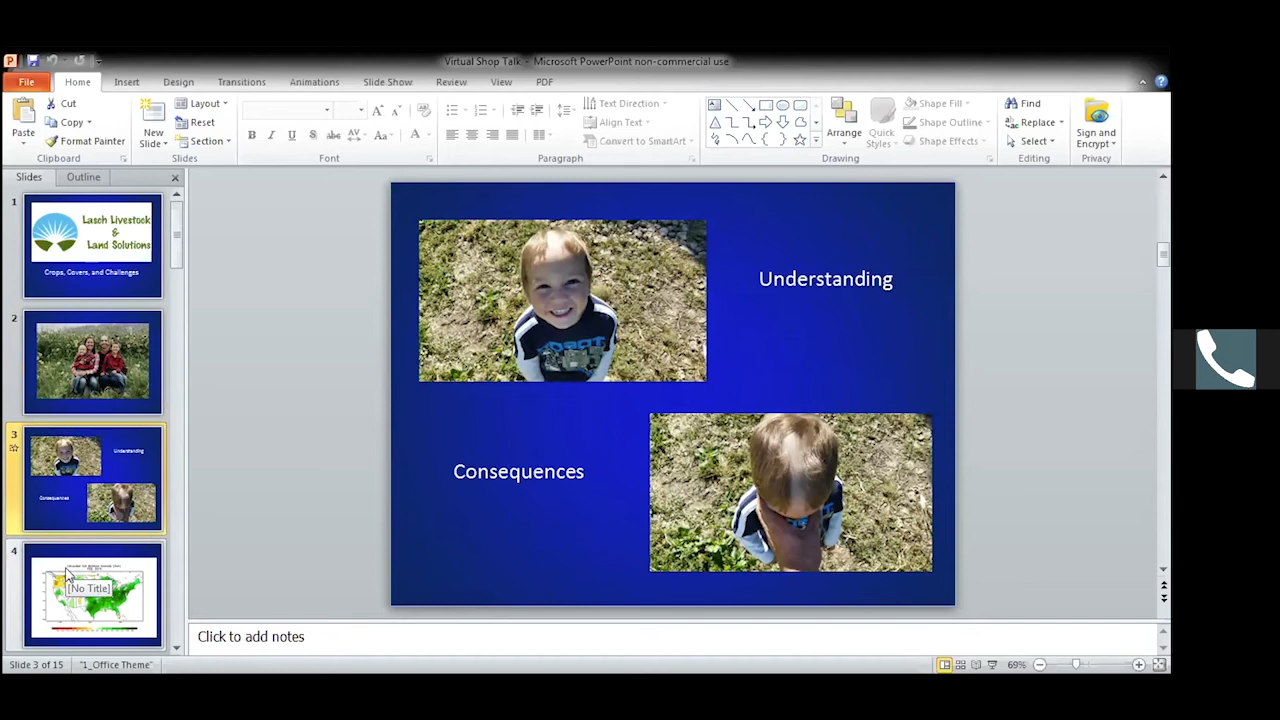 Virtual Shop Talk - Microsoft PowerPoint non-commercial use
File Home Insert Design Transitions Animations Slide Show Review View PDF
Paste
Cut
Copy
Format Painter
Clipboard
New
Slide
Layout
Reset
Section
Slides
Font
Text Direction
Align Text
Convert to SmartArt
Paragraph
Arrange
Quick
Styles
Shape Fill
Shape Outline
Shape Effects
Drawing
Find
Replace
Select
Editing
Sign and
Encrypt
Privacy
Slides Outline
1
Lasch Livestock
&
Land Solutions
Crops, Covers, and Challenges
2
3
Understanding
Consequences
4
[No Title]
Understanding
Consequences
Click to add notes
Slide 3 of 15 "1_Office Theme" 69%